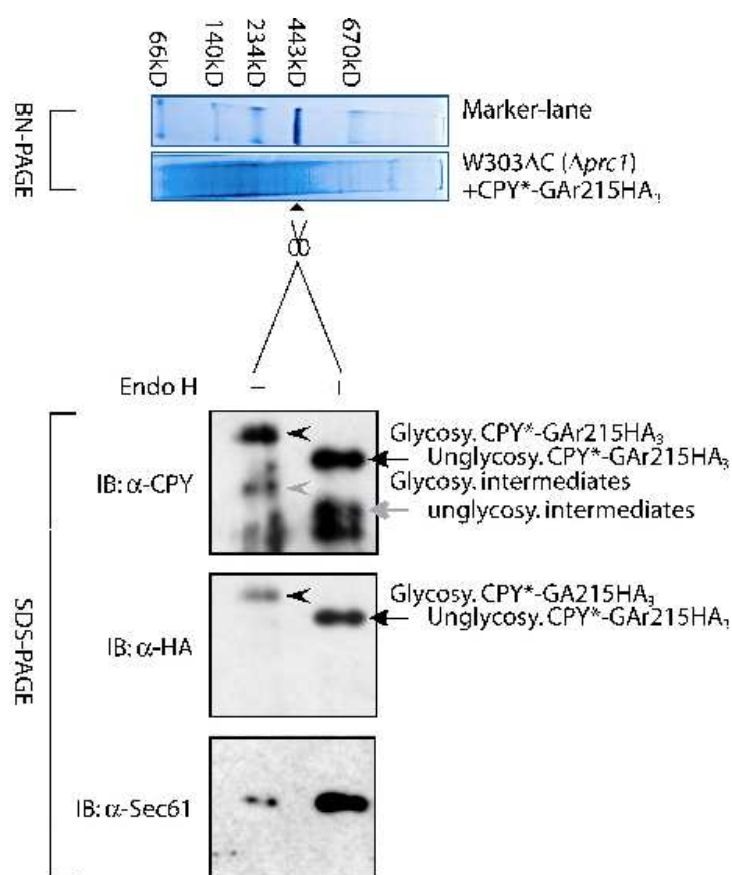 66kD
140kD
234kD
443kD
670kD
BN-PAGE
Marker-lane
W303ΔC (Δprc1)
+CPY*-GAr215HA₃
Endo H – |
SDS-PAGE
IB: α-CPY
Glycosy. CPY*-GAr215HA₃
Unglycosy. CPY*-GAr215HA₃
Glycosy. intermediates
unglycosy. intermediates
IB: α-HA
Glycosy. CPY*-GA215HA₃
Unglycosy. CPY*-GAr215HA₃
IB: α-Sec61